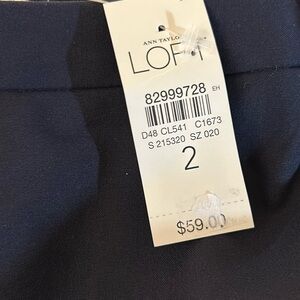 ANN TAYLOR
LOFT
82999728 EH
D48 CL541 C1673
S 215320 SZ 020
2
$59.00